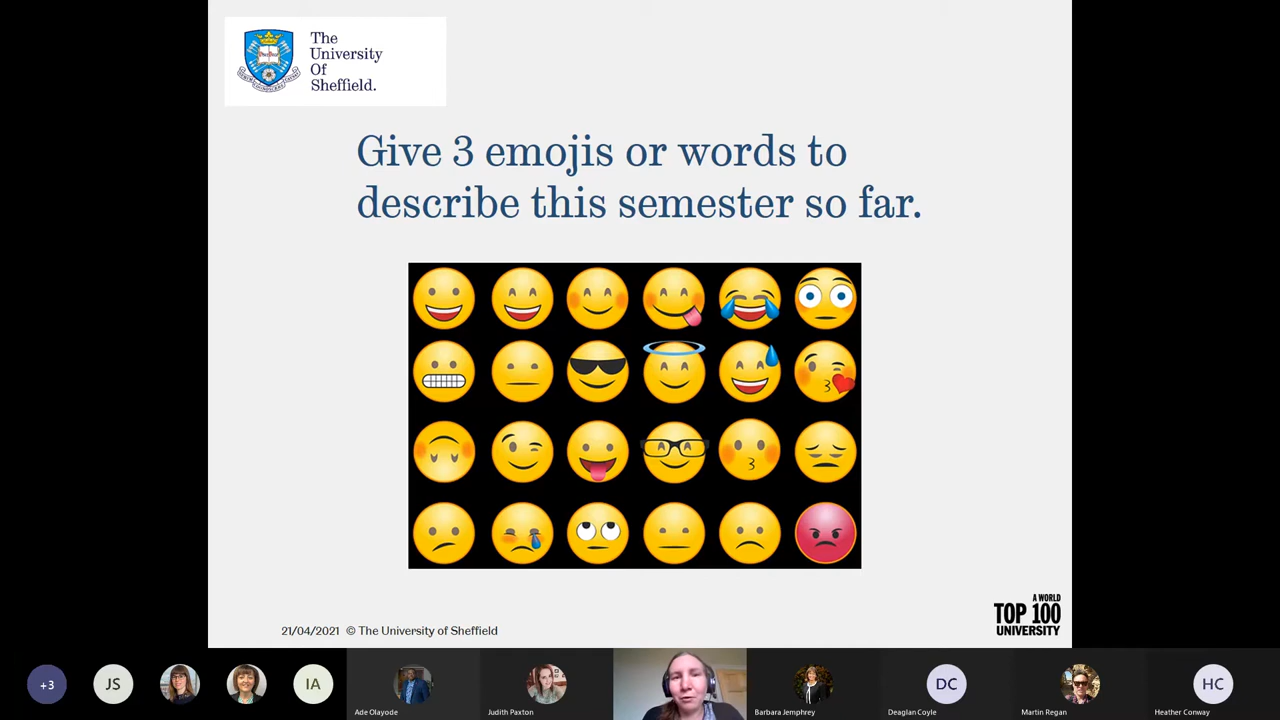 The
University
Of
Sheffield.
Give 3 emojis or words to
describe this semester so far.
21/04/2021 © The University of Sheffield
A WORLD
TOP 100
UNIVERSITY
+3
JS
IA
Ade Olayode
Judith Paxton
Barbara Jemphrey
DC
Deaglan Coyle
Martin Regan
HC
Heather Conway